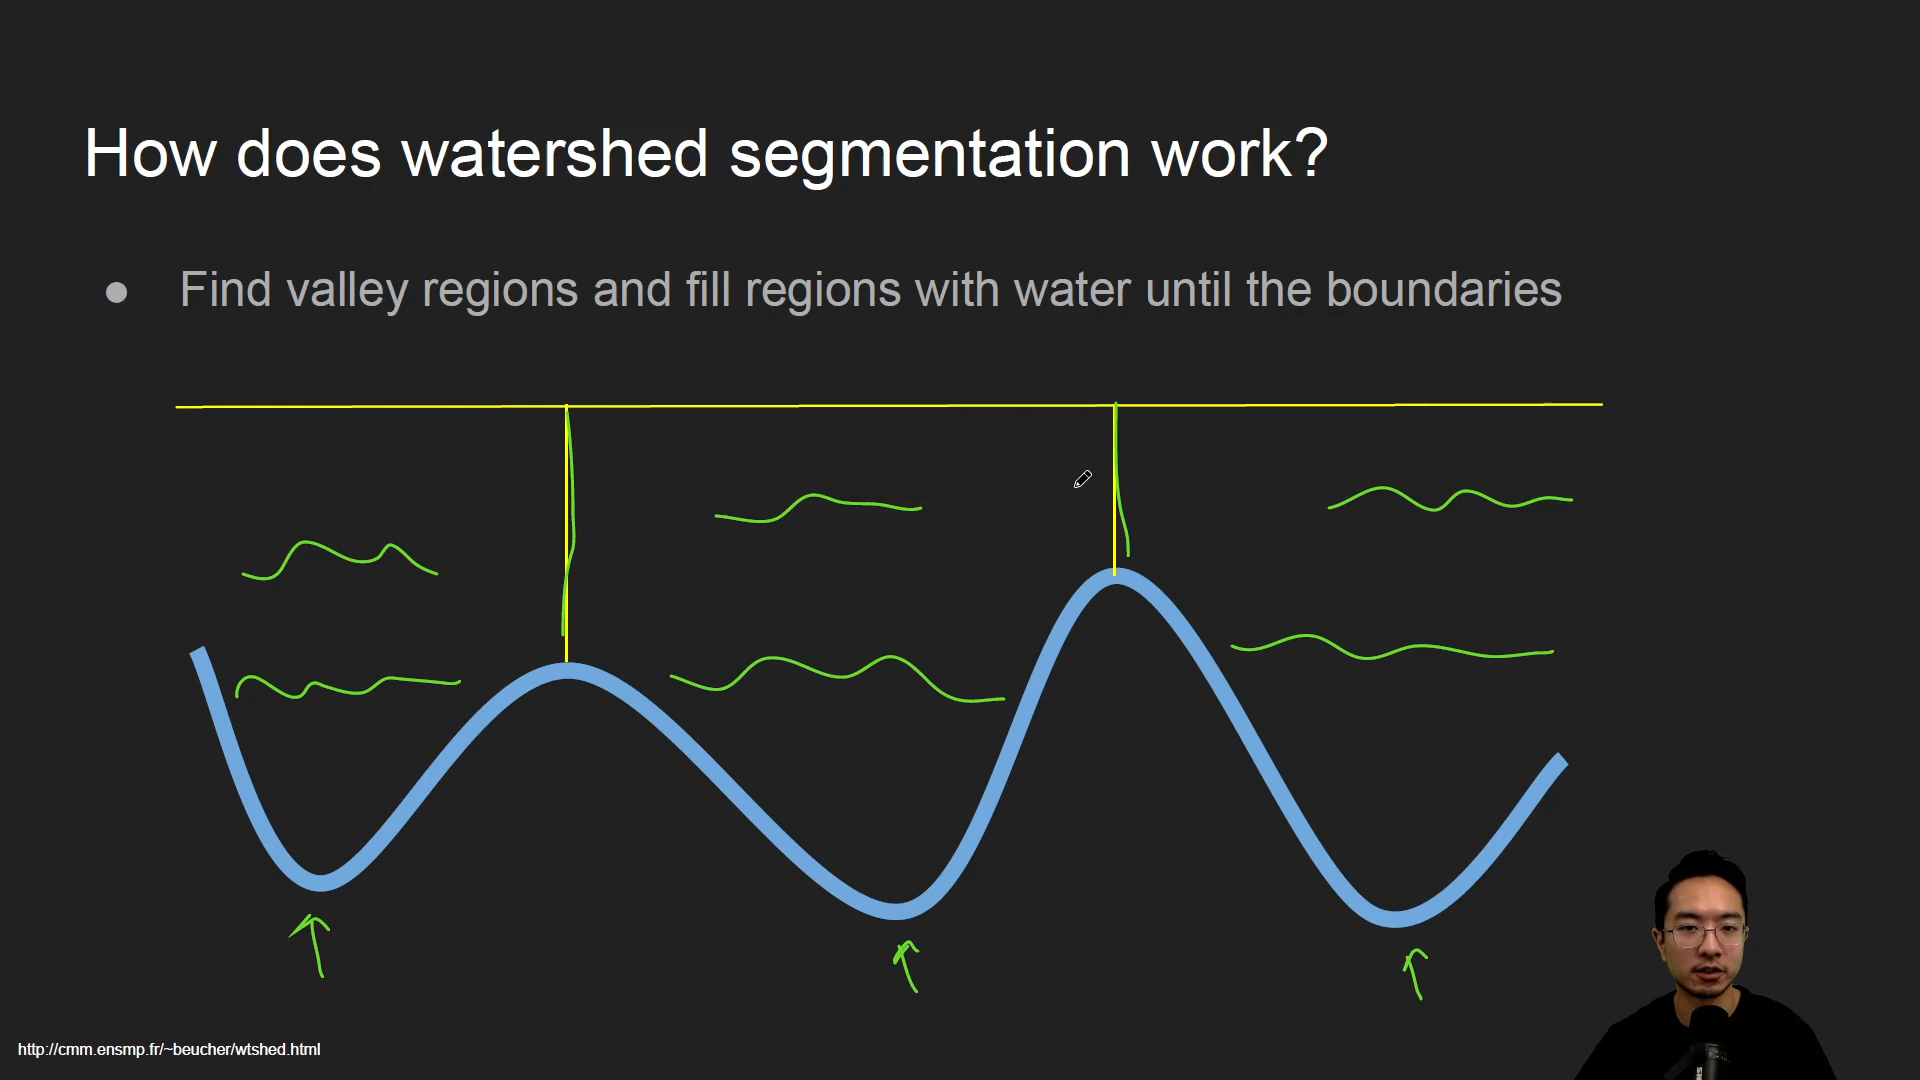 How does watershed segmentation work?
● Find valley regions and fill regions with water until the boundaries
http://cmm.ensmp.fr/~beucher/wtshed.html